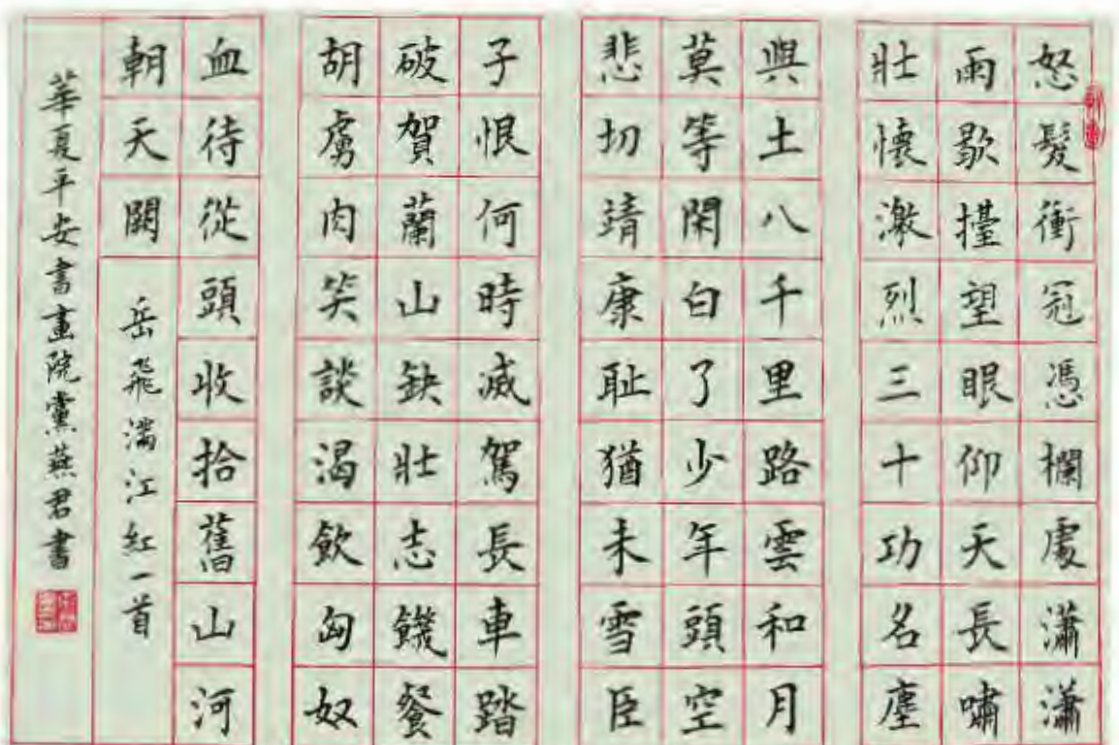 怒髮衝冠憑欄處瀟瀟
雨歇擡望眼仰天長嘯
壯懷激烈三十功名塵
與土八千里路雲和月
莫等閑白了少年頭空
悲切靖康耻猶未雪臣
子恨何時滅駕長車踏
破賀蘭山缺壯志饑餐
胡虜肉笑談渴飲匈奴
血待從頭收拾舊山河
朝天闕
岳飛滿江紅一首
華夏平安書畫院黨燕君書